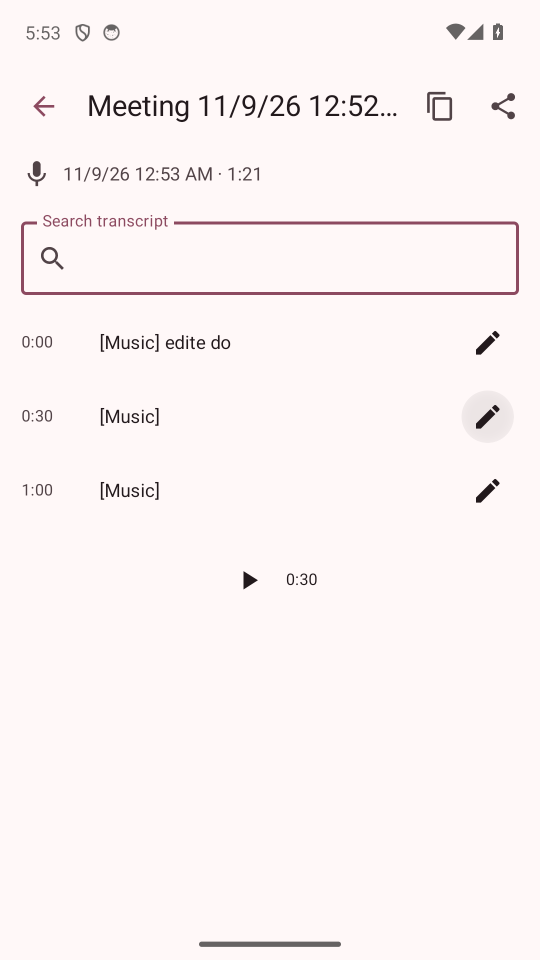 5:53
Meeting 11/9/26 12:52...
11/9/26 12:53 AM · 1:21
Search transcript
0:00 [Music] edite do
0:30 [Music]
1:00 [Music]
0:30